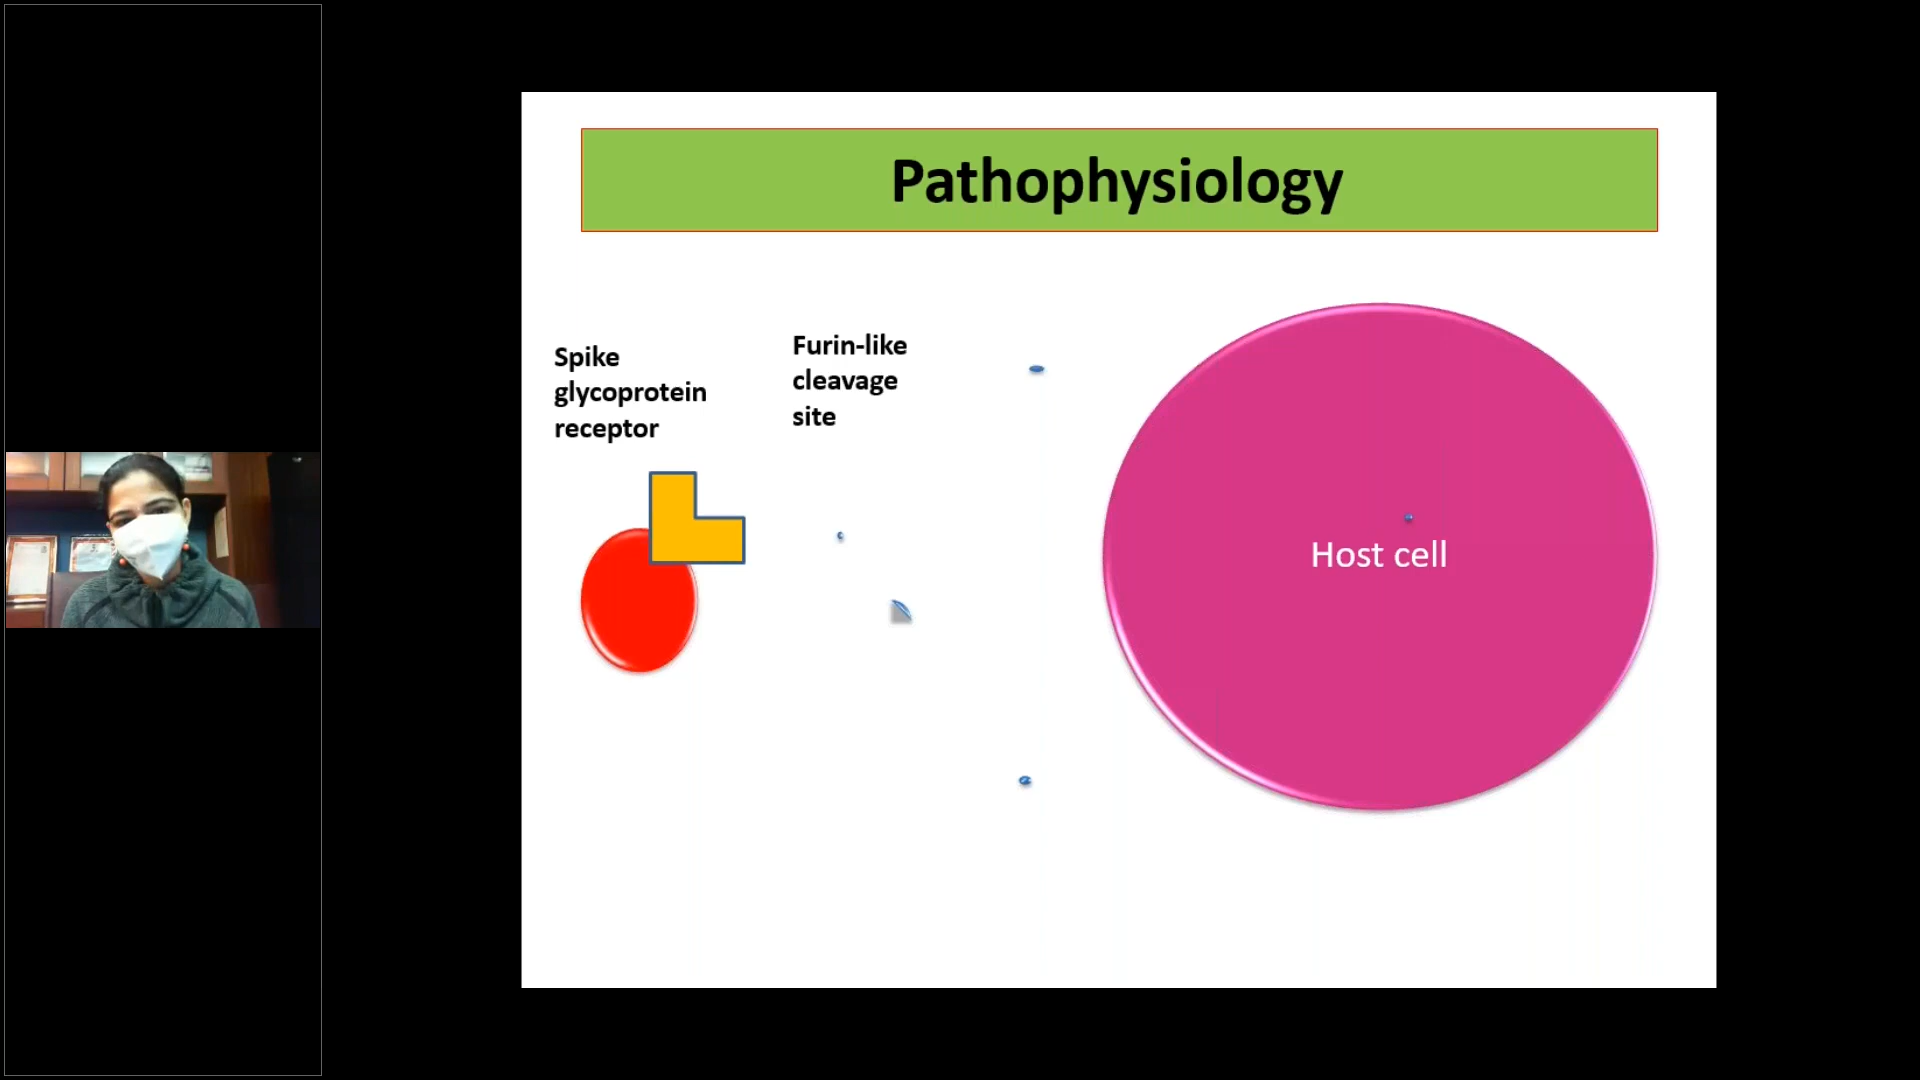 Pathophysiology
Spike
glycoprotein
receptor
Furin-like
cleavage
site
Host cell